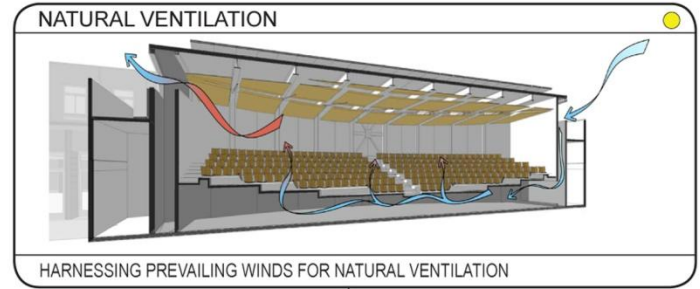 NATURAL VENTILATION
HARNESSING PREVAILING WINDS FOR NATURAL VENTILATION